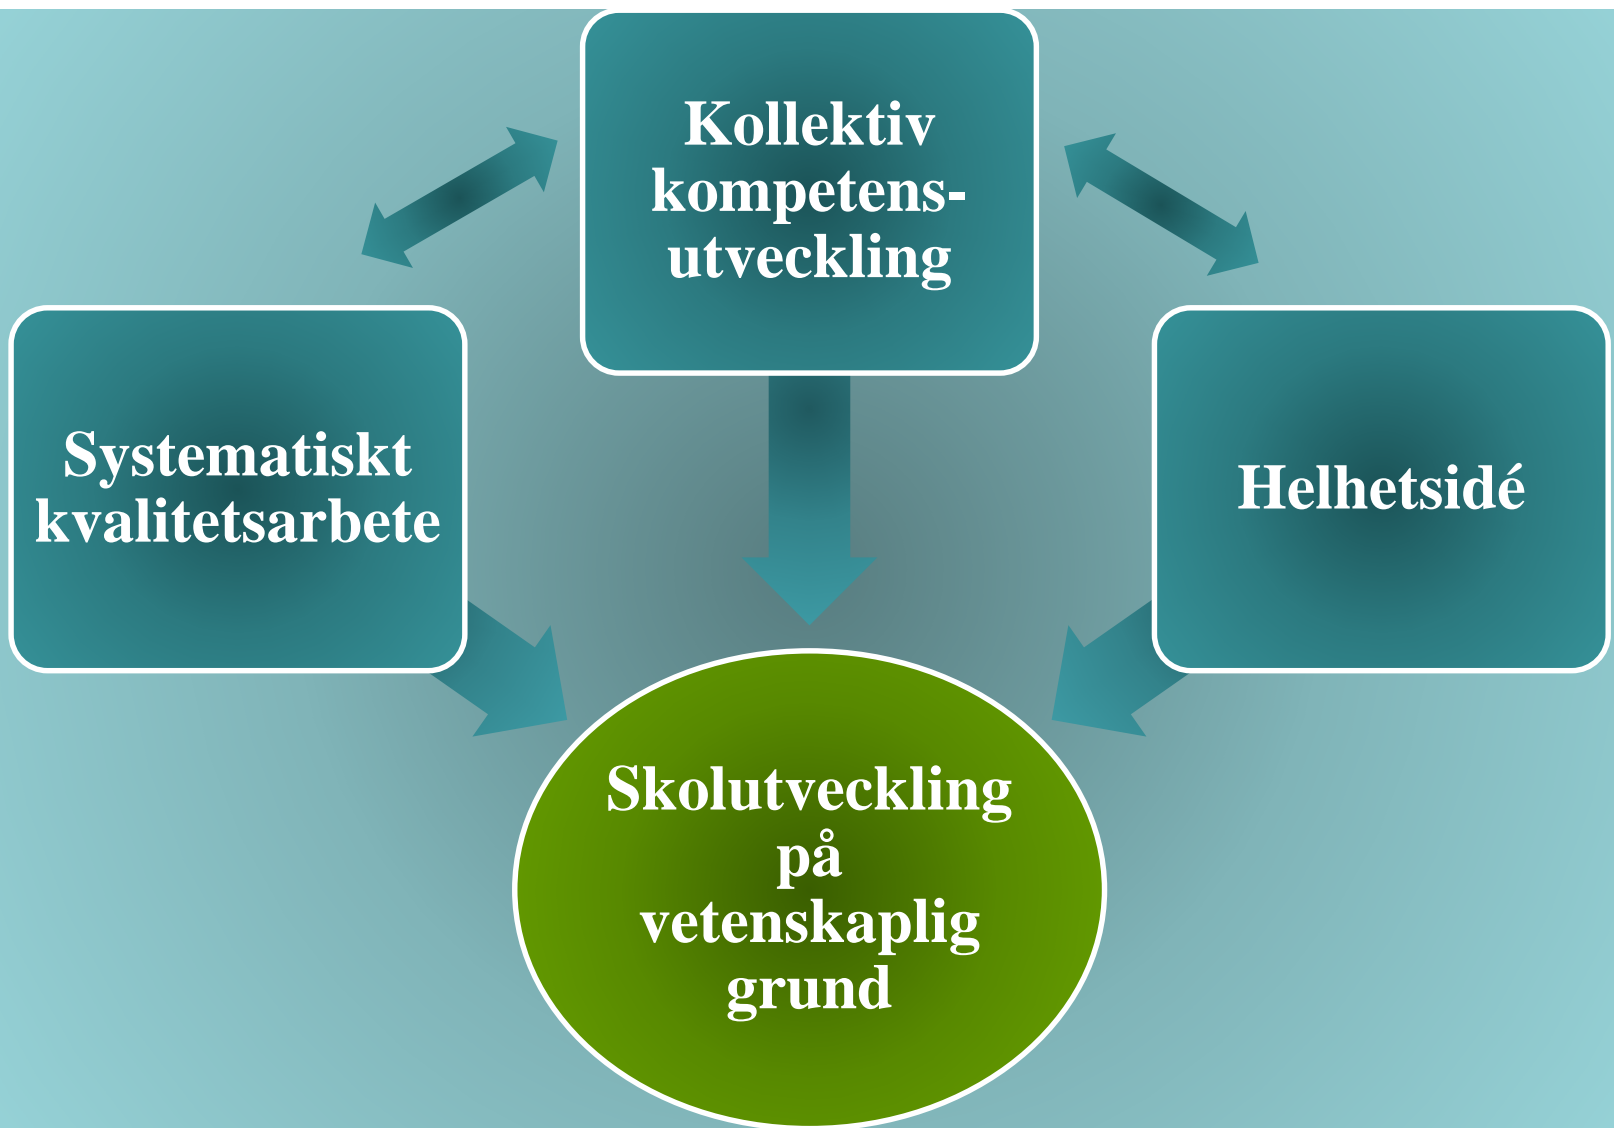 Kollektiv
kompetens-
utveckling
Systematiskt
kvalitetsarbete
Helhetsidé
Skolutveckling
på
vetenskaplig
grund